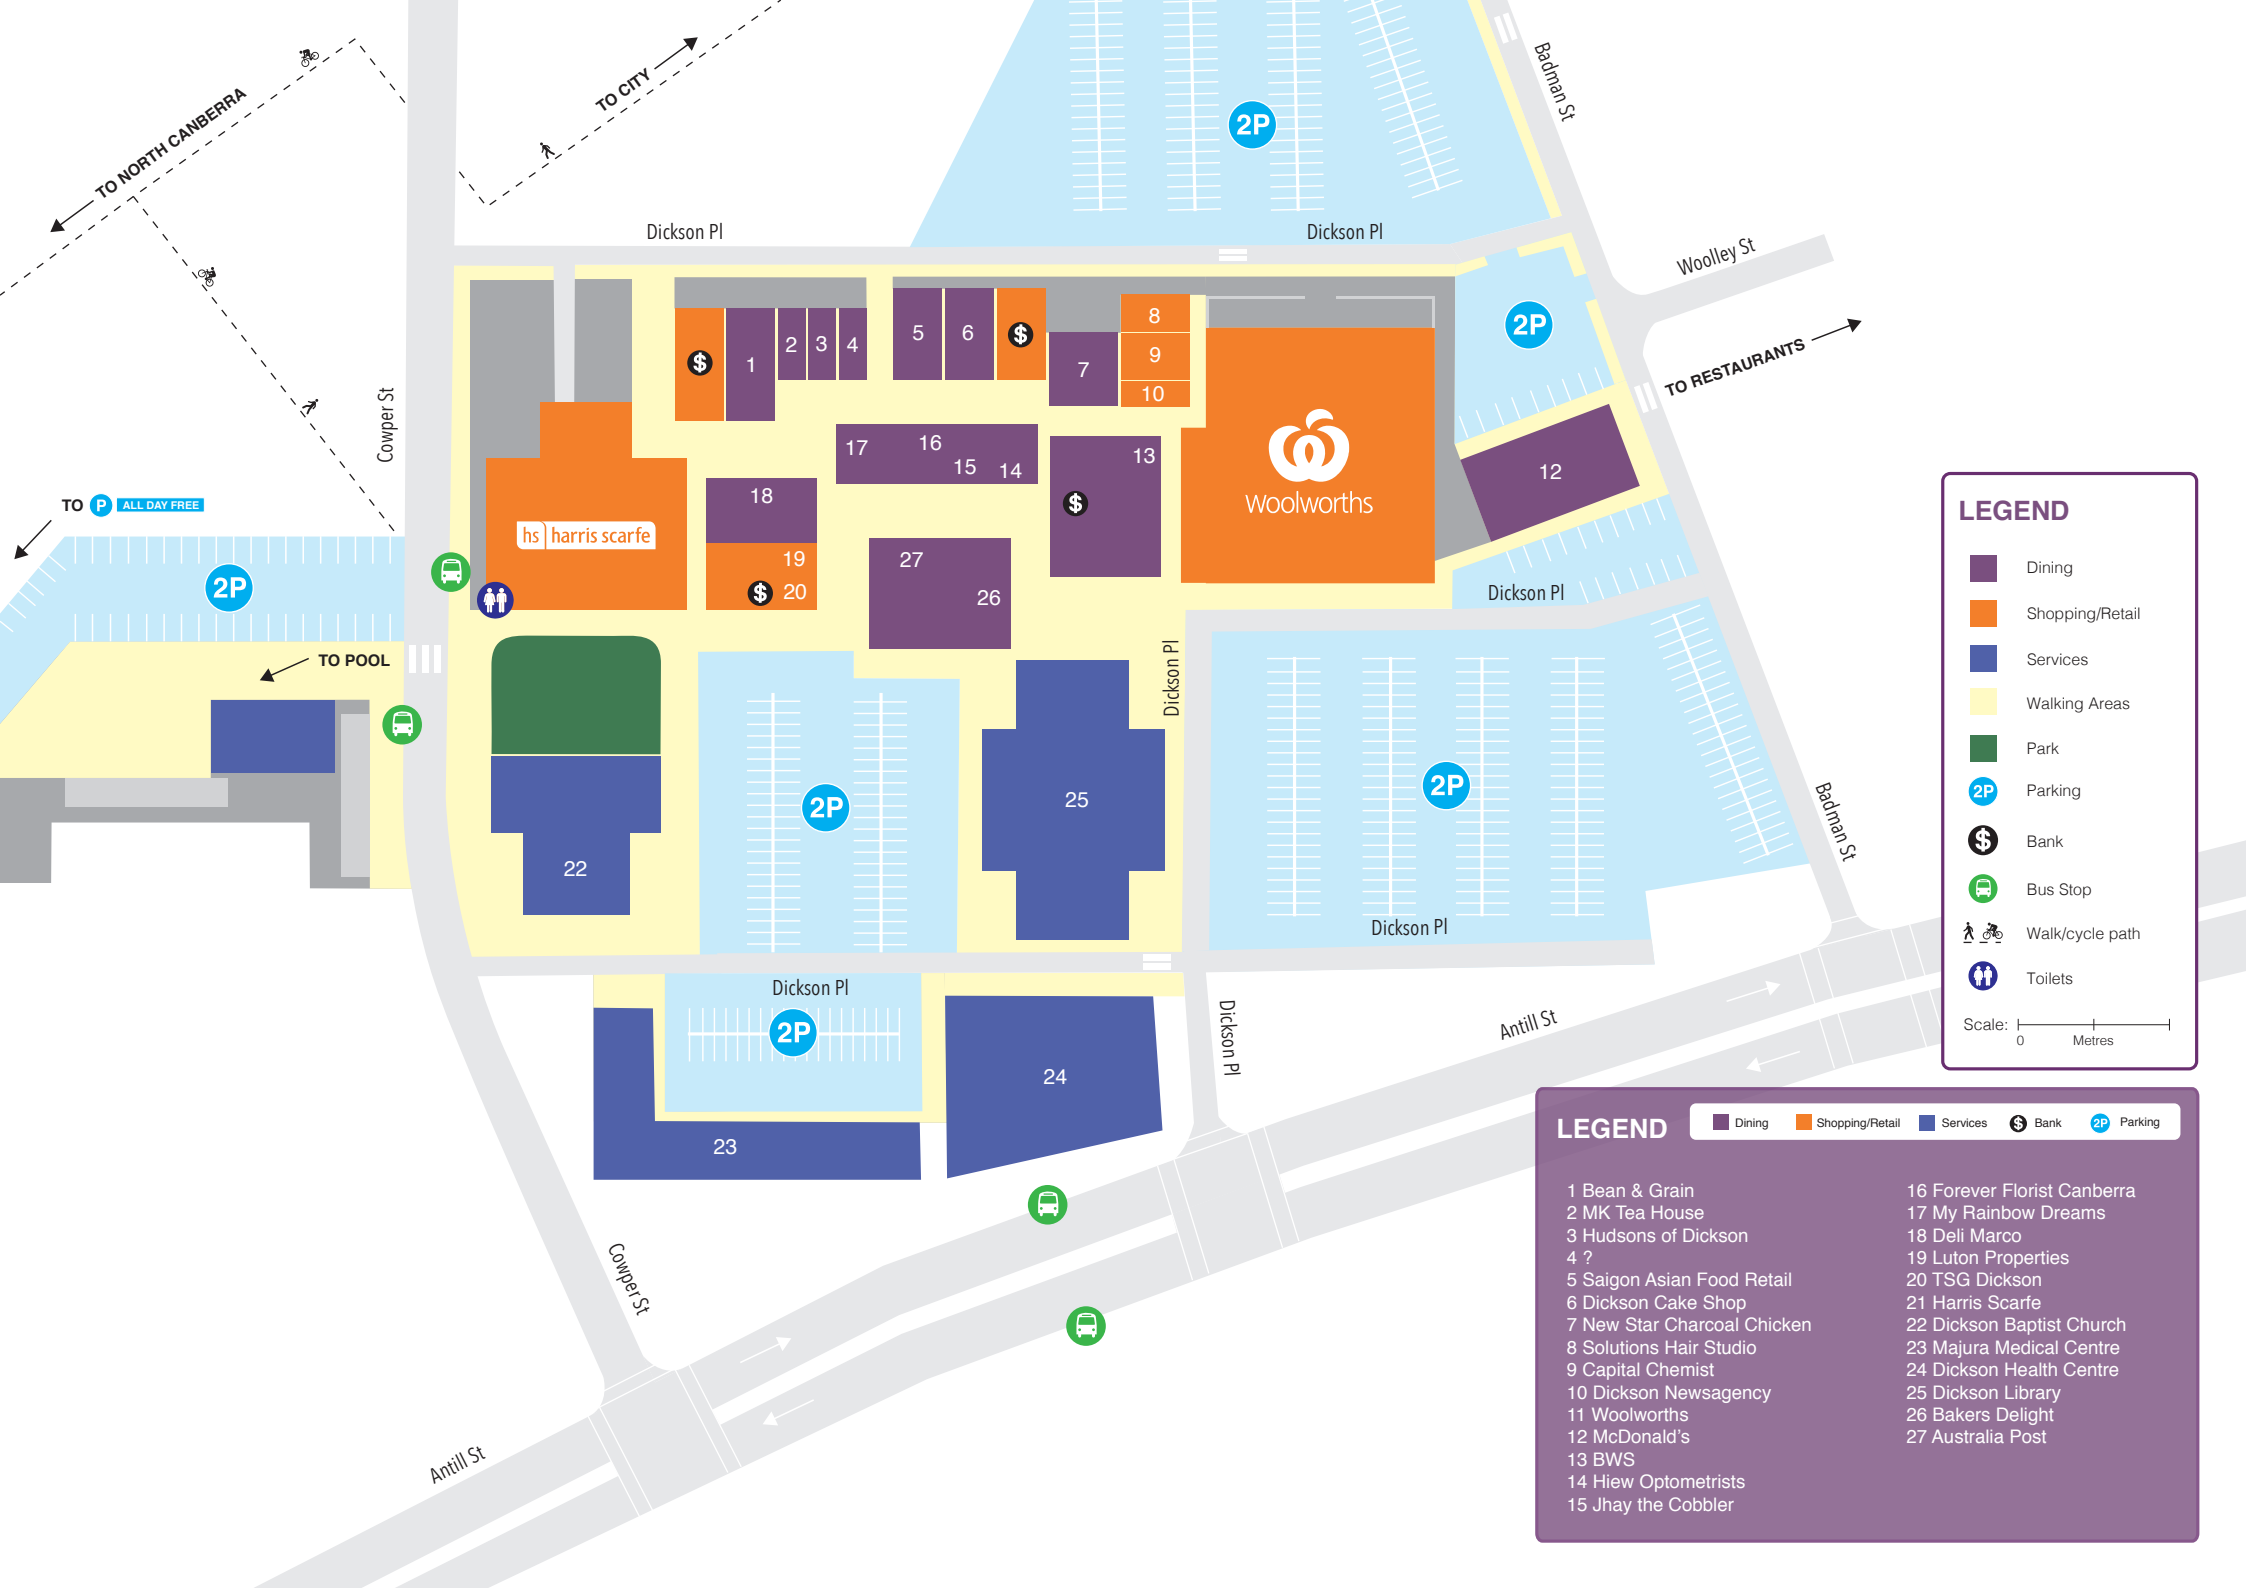 Badman St
TO NORTH CANBERRA
TO CITY
2P
Dickson Pl
Dickson Pl
Woolley St
2P
TO RESTAURANTS
Cowper St
$
1
2
3
4
5
6
$
7
8
9
10
17
16
15
14
13
$
Woolworths
12
TO P ALL DAY FREE
2P
hs harris scarfe
18
19
$ 20
27
26
Dickson Pl
Dickson Pl
TO POOL
22
2P
25
2P
Badman St
Dickson Pl
Dickson Pl
2P
Dickson Pl
24
23
Antill St
Cowper St
Antill St
LEGEND
Dining
Shopping/Retail
Services
Walking Areas
Park
2P Parking
$ Bank
Bus Stop
Walk/cycle path
Toilets
Scale:
0 Metres
LEGEND
Dining Shopping/Retail Services $ Bank 2P Parking
1 Bean & Grain
2 MK Tea House
3 Hudsons of Dickson
4 ?
5 Saigon Asian Food Retail
6 Dickson Cake Shop
7 New Star Charcoal Chicken
8 Solutions Hair Studio
9 Capital Chemist
10 Dickson Newsagency
11 Woolworths
12 McDonald's
13 BWS
14 Hiew Optometrists
15 Jhay the Cobbler
16 Forever Florist Canberra
17 My Rainbow Dreams
18 Deli Marco
19 Luton Properties
20 TSG Dickson
21 Harris Scarfe
22 Dickson Baptist Church
23 Majura Medical Centre
24 Dickson Health Centre
25 Dickson Library
26 Bakers Delight
27 Australia Post